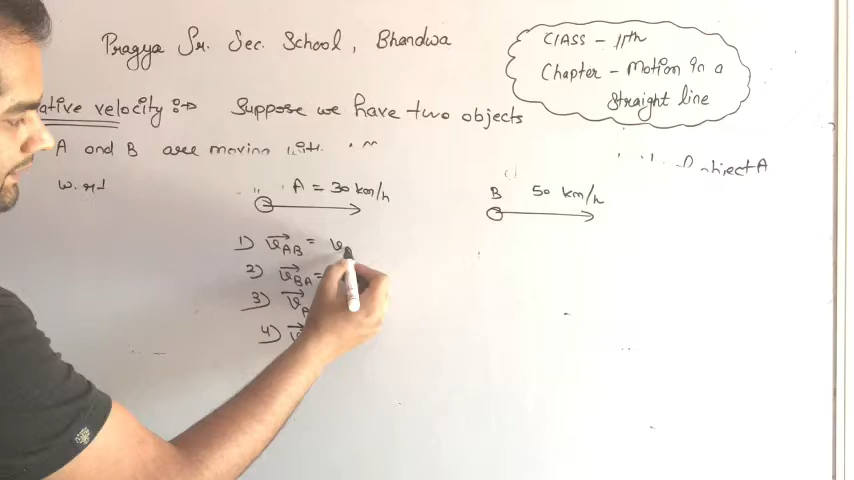 Pragya Sr. Sec. School, Bhandwa
CLASS - 11th
Chapter - Motion in a
Straight line
ative velocity :→ Suppose we have two objects
A and B are moving with
object A
w.r.t
A = 30 km/h
B 50 km/h
1) v⃗AB = v
2) v⃗BA =
3) v⃗A
4) v⃗